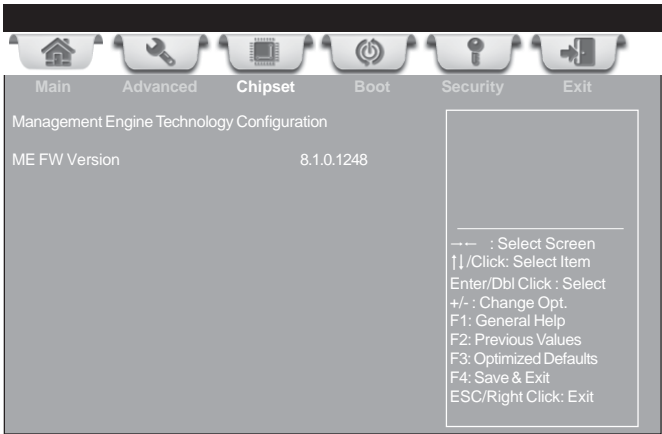 Main Advanced Chipset Boot Security Exit
Management Engine Technology Configuration
ME FW Version 8.1.0.1248
→← : Select Screen
↑↓/Click: Select Item
Enter/Dbl Click : Select
+/- : Change Opt.
F1: General Help
F2: Previous Values
F3: Optimized Defaults
F4: Save & Exit
ESC/Right Click: Exit